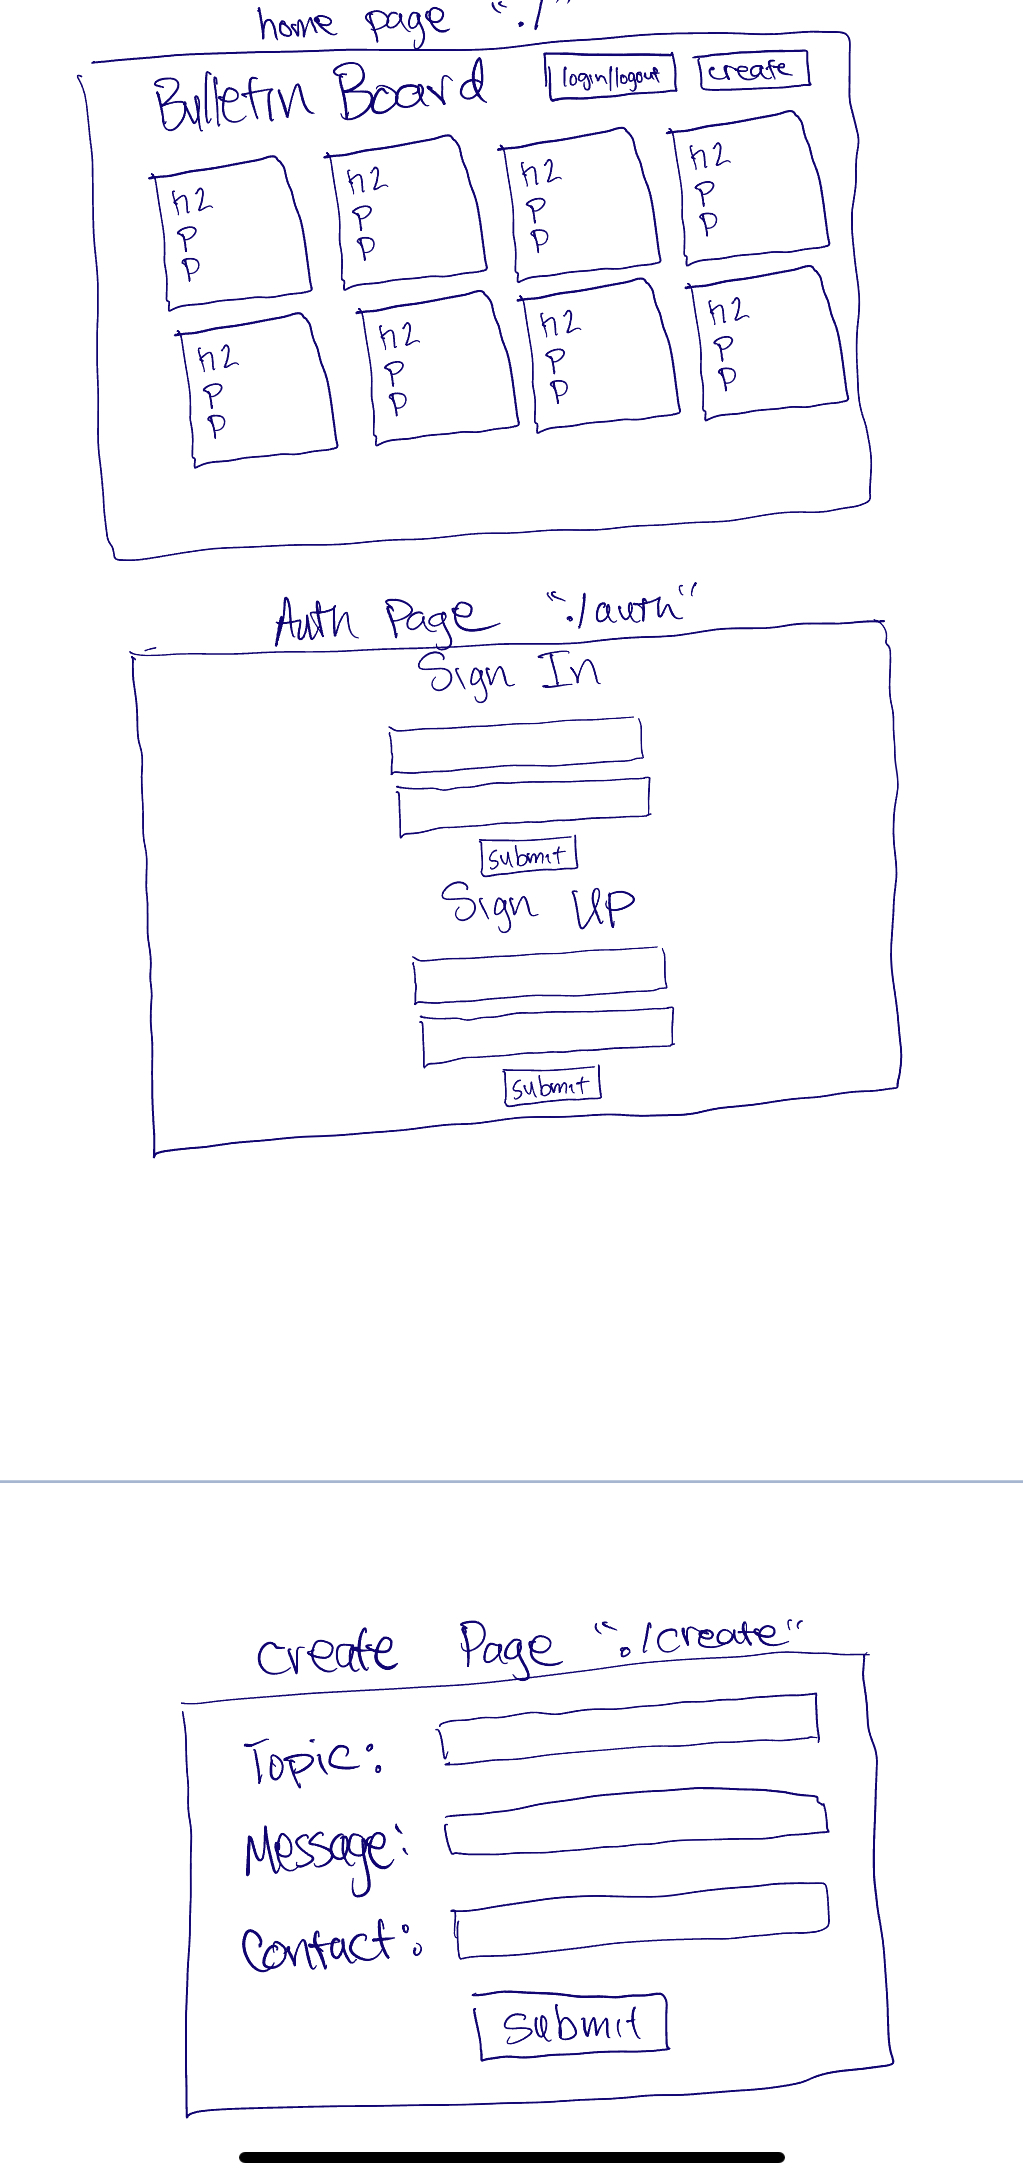 home page "./"
Bulletin Board login/logout create
h2 h2 h2 h2
P P P P
P P P P
h2 h2 h2 h2
P P P P
P P P P
Auth Page "./auth"
Sign In
submit
Sign UP
submit
create Page "./create"
Topic:
Message:
Contact:
submit